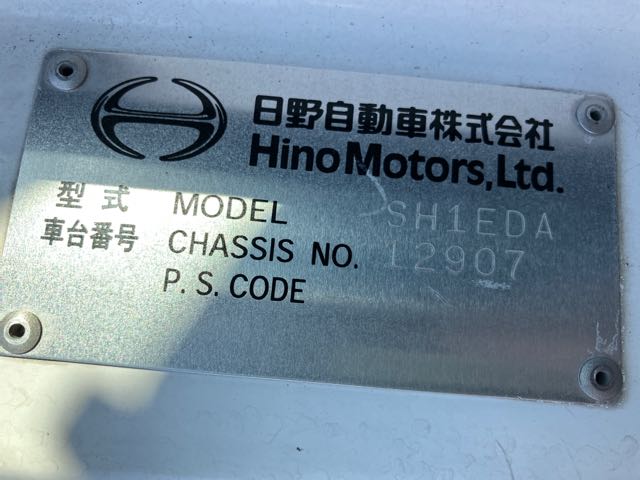 日野自動車株式会社
Hino Motors, Ltd.
型式 MODEL SH1EDA
車台番号 CHASSIS NO. L2907
P. S. CODE